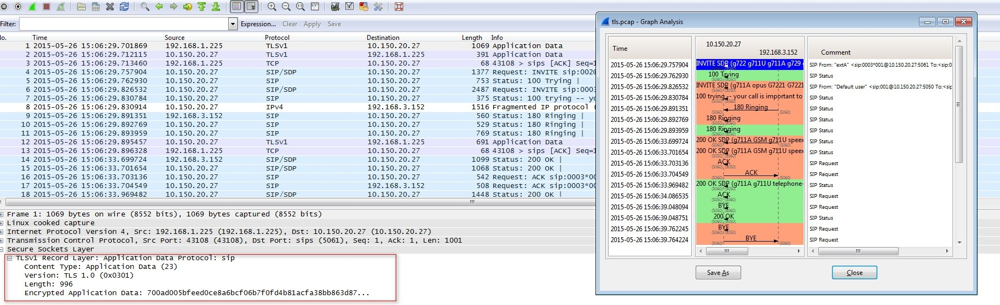 Filter:
Expression...  Clear  Apply  Save
No.  Time  Source  Protocol  Destination  Length  Info
1 2015-05-26 15:06:29.701869  192.168.1.225  TLSv1  10.150.20.27  1069 Application Data
2 2015-05-26 15:06:29.712115  10.150.20.27  TLSv1  192.168.1.225  391 Application Data
3 2015-05-26 15:06:29.713460  192.168.1.225  TCP  10.150.20.27  68 43108 > sips [ACK] Seq=1
4 2015-05-26 15:06:29.757904  10.150.20.27  SIP/SDP  10.150.20.27  1377 Request: INVITE sip:002@
5 2015-05-26 15:06:29.762930  10.150.20.27  SIP  10.150.20.27  753 Status: 100 Trying |
6 2015-05-26 15:06:29.826532  10.150.20.27  SIP/SDP  10.150.20.27  2487 Request: INVITE sip:0003
7 2015-05-26 15:06:29.830784  10.150.20.27  SIP  10.150.20.27  375 Status: 100 trying -- yo
8 2015-05-26 15:06:29.830914  10.150.20.27  IPv4  192.168.3.152  1516 Fragmented IP protocol (
9 2015-05-26 15:06:29.891351  192.168.3.152  SIP  10.150.20.27  560 Status: 180 Ringing |
10 2015-05-26 15:06:29.892769  10.150.20.27  SIP  10.150.20.27  529 Status: 180 Ringing |
11 2015-05-26 15:06:29.893959  10.150.20.27  SIP  10.150.20.27  769 Status: 180 Ringing |
12 2015-05-26 15:06:29.895457  10.150.20.27  TLSv1  192.168.1.225  691 Application Data
13 2015-05-26 15:06:29.896328  192.168.1.225  TCP  10.150.20.27  68 43108 > sips [ACK] Seq=1
14 2015-05-26 15:06:33.699724  192.168.3.152  SIP/SDP  10.150.20.27  1099 Status: 200 OK |
15 2015-05-26 15:06:33.701654  10.150.20.27  SIP/SDP  10.150.20.27  1068 Status: 200 OK |
16 2015-05-26 15:06:33.703136  10.150.20.27  SIP  10.150.20.27  542 Request: ACK sip:0003*00
17 2015-05-26 15:06:33.704549  10.150.20.27  SIP  192.168.3.152  508 Request: ACK sip:0003*00
18 2015-05-26 15:06:33.969482  10.150.20.27  SIP/SDP  10.150.20.27  1448 Status: 200 OK |
Frame 1: 1069 bytes on wire (8552 bits), 1069 bytes captured (8552 bits)
Linux cooked capture
Internet Protocol Version 4, Src: 192.168.1.225 (192.168.1.225), Dst: 10.150.20.27 (10.150.20.27)
Transmission Control Protocol, Src Port: 43108 (43108), Dst Port: sips (5061), Seq: 1, Ack: 1, Len: 1001
Secure Sockets Layer
TLSv1 Record Layer: Application Data Protocol: sip
Content Type: Application Data (23)
Version: TLS 1.0 (0x0301)
Length: 996
Encrypted Application Data: 700ad005bfeed0ce8a6bcf06b7f0fd4b81acfa38bb863d87...
tls.pcap - Graph Analysis
Time  10.150.20.27  192.168.3.152  Comment
2015-05-26 15:06:29.757904  INVITE SDP (g722 g711U g711A g729 g  SIP From: "extA" <sip:0003*001@10.150.20.27:5061 To:<sip:0
2015-05-26 15:06:29.762930  100 Trying  SIP Status
2015-05-26 15:06:29.826532  INVITE SDP (g711A opus G7221 G7221  SIP From: "Default user" <sip:001@10.150.20.27:5050 To:<sip
2015-05-26 15:06:29.830784  100 trying -- your call is important to  SIP Status
2015-05-26 15:06:29.891351  180 Ringing  SIP Status
2015-05-26 15:06:29.892769  180 Ringing  SIP Status
2015-05-26 15:06:29.893959  180 Ringing  SIP Status
2015-05-26 15:06:33.699724  200 OK SDP (g711A GSM g711U speex  SIP Status
2015-05-26 15:06:33.701654  200 OK SDP (g711A GSM g711U speex  SIP Status
2015-05-26 15:06:33.703136  ACK  SIP Request
2015-05-26 15:06:33.704549  ACK  SIP Request
2015-05-26 15:06:33.969482  200 OK SDP (g711A g711U telephone-  SIP Status
2015-05-26 15:06:34.086535  ACK  SIP Request
2015-05-26 15:06:39.048094  BYE  SIP Request
2015-05-26 15:06:39.048751  200 OK  SIP Status
2015-05-26 15:06:39.762245  BYE  SIP Request
2015-05-26 15:06:39.764224  BYE  SIP Request
Save As  Close